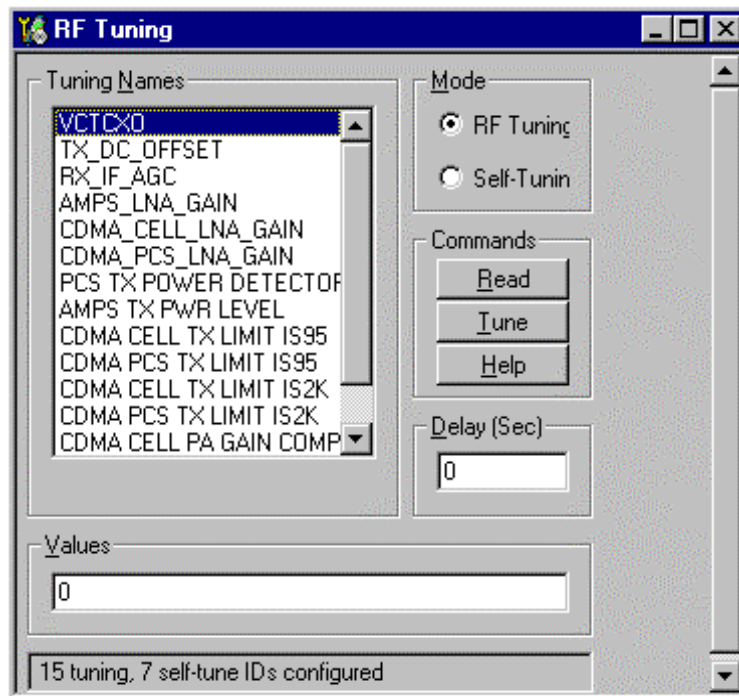 RF Tuning
Tuning Names
VCTCXO
TX_DC_OFFSET
RX_IF_AGC
AMPS_LNA_GAIN
CDMA_CELL_LNA_GAIN
CDMA_PCS_LNA_GAIN
PCS TX POWER DETECTOR
AMPS TX PWR LEVEL
CDMA CELL TX LIMIT IS95
CDMA PCS TX LIMIT IS95
CDMA CELL TX LIMIT IS2K
CDMA PCS TX LIMIT IS2K
CDMA CELL PA GAIN COMP
Mode
RF Tuning
Self-Tunin
Commands
Read
Tune
Help
Delay (Sec)
0
Values
0
15 tuning, 7 self-tune IDs configured